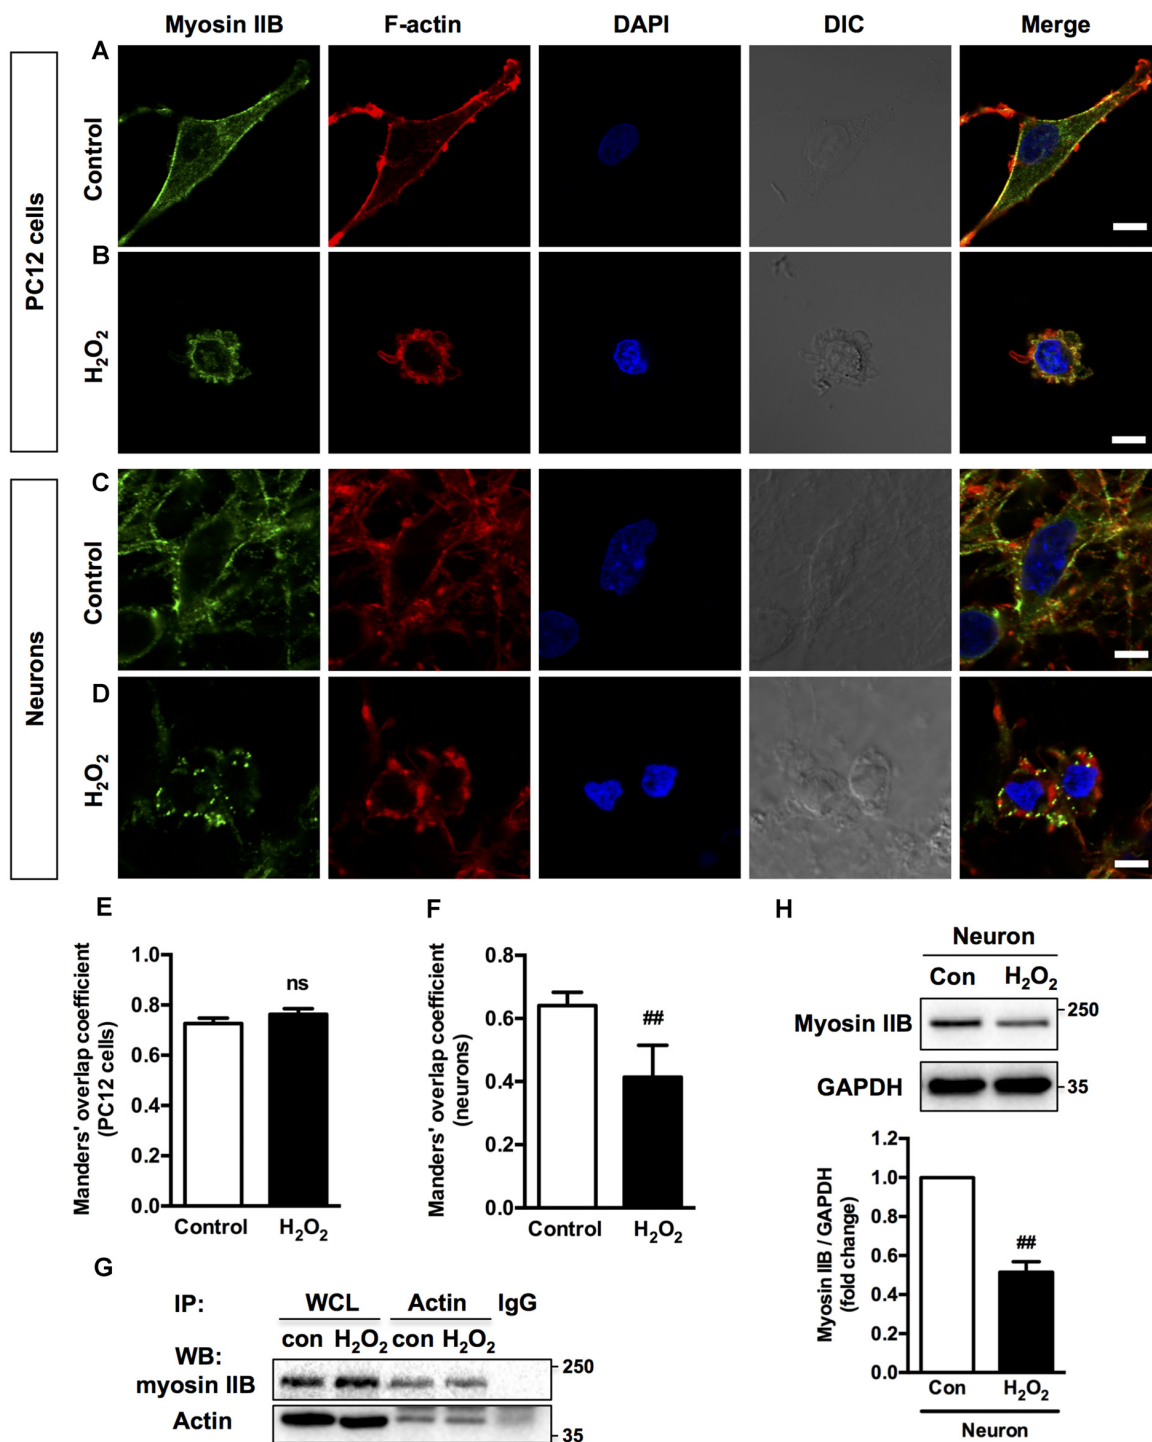 Myosin IIB F-actin DAPI DIC Merge
A
Control
PC12 cells
B
H₂O₂
C
Control
Neurons
D
H₂O₂
E
Manders' overlap coefficient
(PC12 cells)
1.0
0.8
0.6
0.4
0.2
0.0
ns
Control H₂O₂
F
Manders' overlap coefficient
(neurons)
0.8
0.6
0.4
0.2
0.0
##
Control H₂O₂
G
IP: WCL Actin IgG
con H₂O₂ con H₂O₂
WB:
myosin IIB
250
Actin
35
H
Neuron
Con H₂O₂
Myosin IIB
250
GAPDH
35
Myosin IIB / GAPDH
(fold change)
1.2
1.0
0.8
0.6
0.4
0.2
0.0
##
Con H₂O₂
Neuron